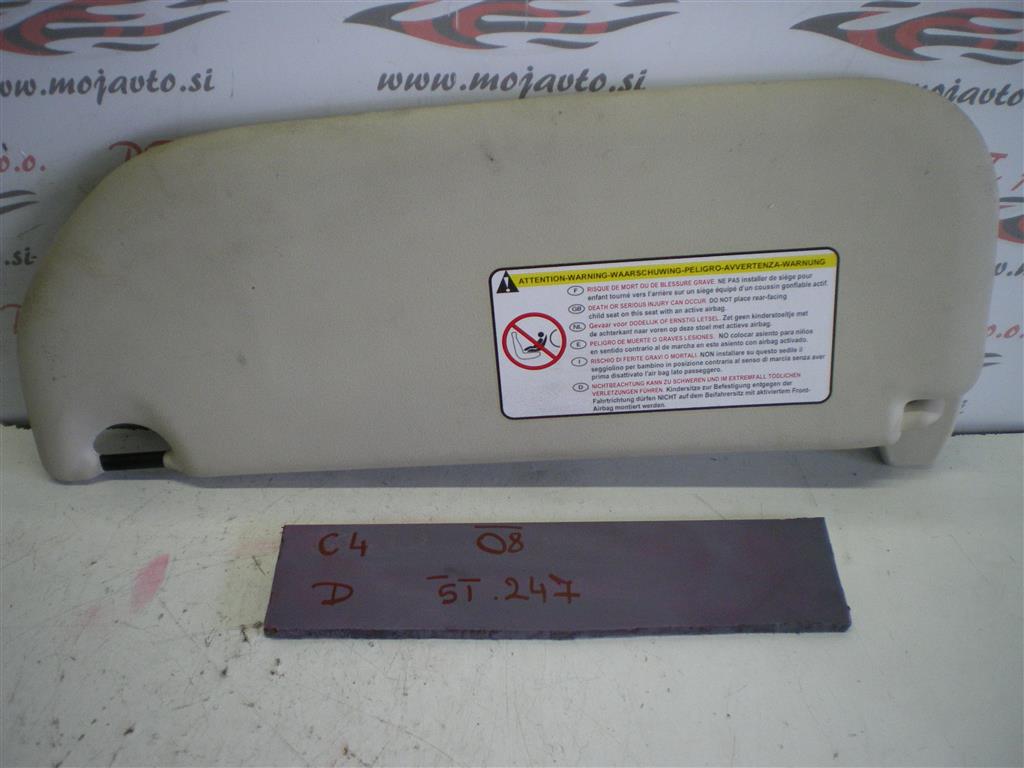 www.mojavto.si
www.mojavto.si
www.mojavto
o.o.
.si
ATTENTION-WARNING-WAARSCHUWING-PELIGRO-AVVERTENZA-WARNUNG
F RISQUE DE MORT OU DE BLESSURE GRAVE. NE PAS installer de siège pour
enfant tourné vers l'arrière sur un siège équipé d'un coussin gonflable actif.
GB DEATH OR SERIOUS INJURY CAN OCCUR. DO NOT place rear-facing
child seat on this seat with an active airbag.
NL Gevaar voor DODELIJK OF ERNSTIG LETSEL. Zet geen kinderstoeltje met
de achterkant naar voren op deze stoel met actieve airbag.
E PELIGRO DE MUERTE O GRAVES LESIONES. NO colocar asiento para niños
en sentido contrario al de marcha en este asiento con airbag activado.
I RISCHIO DI FERITE GRAVI O MORTALI. NON installare su questo sedile il
seggiolino per bambino in posizione contraria al senso di marcia senza aver
prima disattivato l'air bag lato passeggero.
D NICHTBEACHTUNG KANN ZU SCHWEREN UND IM EXTREMFALL TÖDLICHEN
VERLETZUNGEN FÜHREN. Kindersitze zur Befestigung entgegen der
Fahrtrichtung dürfen NICHT auf dem Beifahrersitz mit aktiviertem Front-
Airbag montiert werden.
C4 08
D ST.247